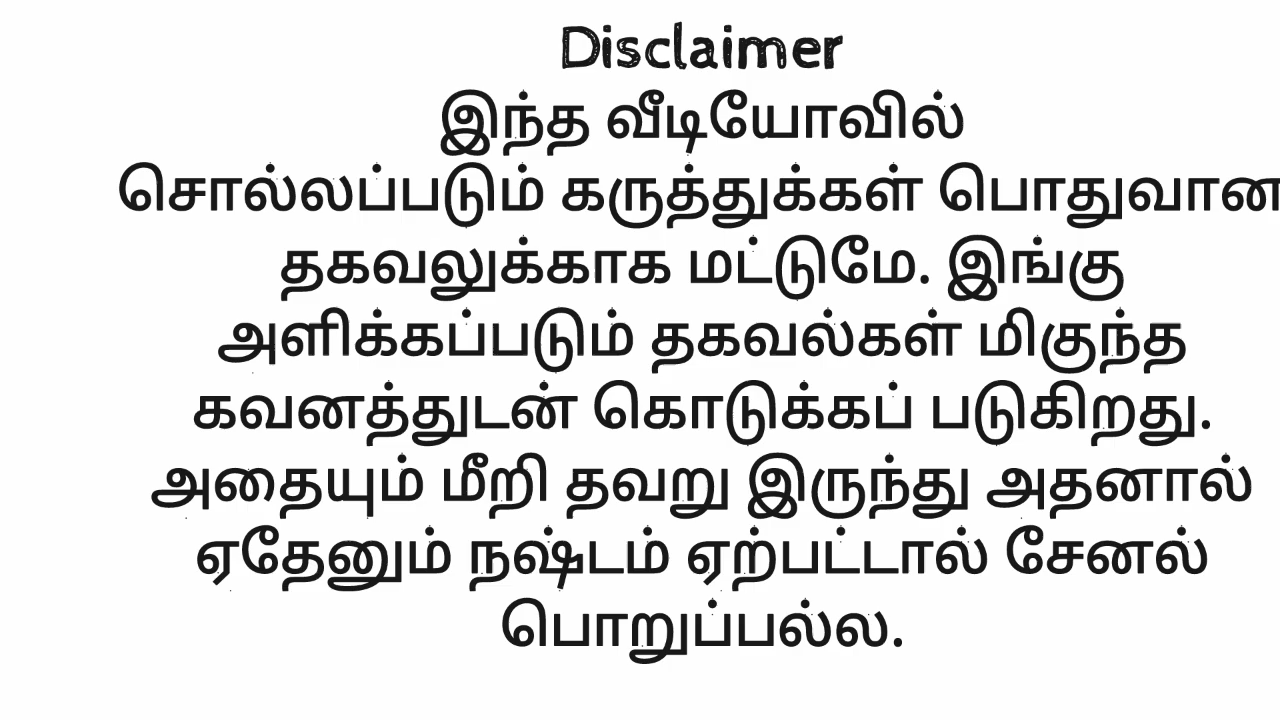 Disclaimer
இந்த வீடியோவில்
சொல்லப்படும் கருத்துக்கள் பொதுவான
தகவலுக்காக மட்டுமே. இங்கு
அளிக்கப்படும் தகவல்கள் மிகுந்த
கவனத்துடன் கொடுக்கப் படுகிறது.
அதையும் மீறி தவறு இருந்து அதனால்
ஏதேனும் நஷ்டம் ஏற்பட்டால் சேனல்
பொறுப்பல்ல.